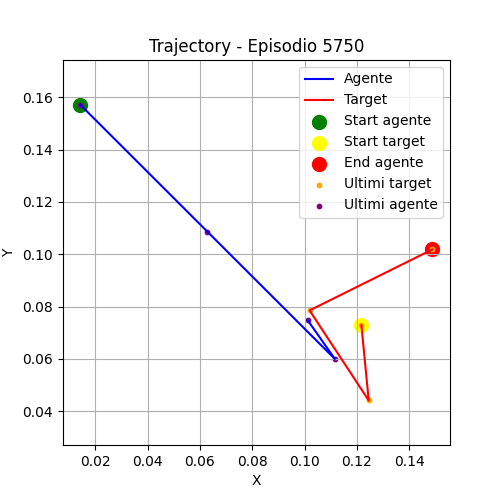 Trajectory - Episodio 5750
Agente
Target
Start agente
Start target
End agente
Ultimi target
Ultimi agente
0.16
0.14
0.12
0.10
0.08
0.06
0.04
Y
0.02
0.04
0.06
0.08
0.10
0.12
0.14
X